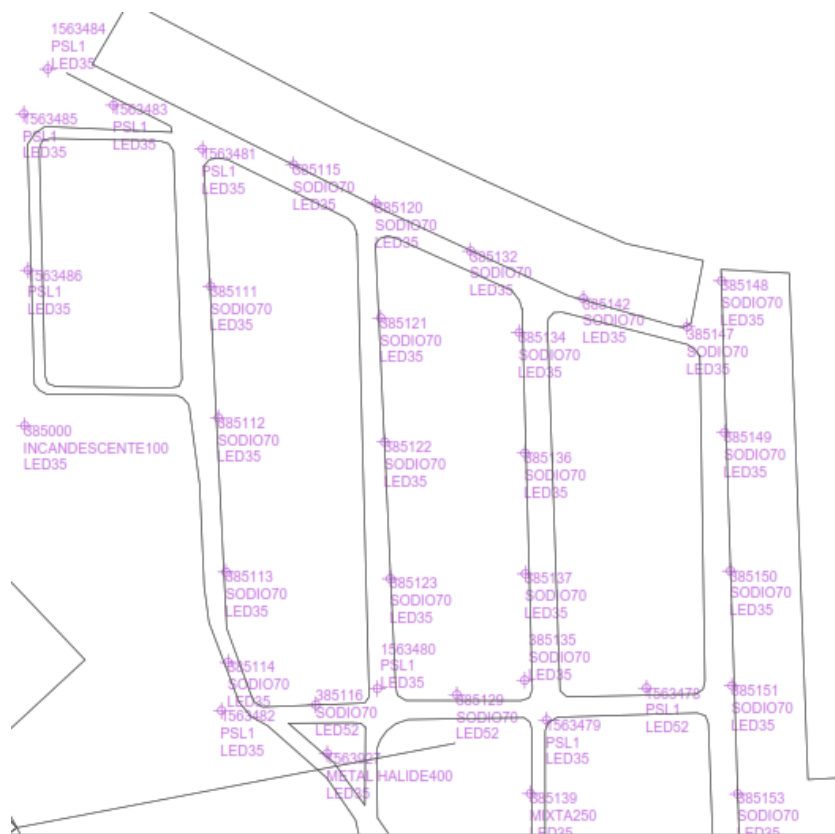 1563484
PSL1
LED35
1563483
PSL1
LED35
1563485
PSL1
LED35
1563481
PSL1
LED35
385115
SODIO70
LED35
385120
SODIO70
LED35
385132
SODIO70
LED35
1563486
PSL1
LED35
385111
SODIO70
LED35
385148
SODIO70
LED35
385142
SODIO70
LED35
385121
SODIO70
LED35
385134
SODIO70
LED35
385147
SODIO70
LED35
385000
INCANDESCENTE100
LED35
385112
SODIO70
LED35
385122
SODIO70
LED35
385136
SODIO70
LED35
385149
SODIO70
LED35
385113
SODIO70
LED35
385123
SODIO70
LED35
385137
SODIO70
LED35
385150
SODIO70
LED35
385114
SODIO70
LED35
1563480
PSL1
LED35
385135
SODIO70
LED35
385116
SODIO70
LED52
385129
SODIO70
LED52
1563478
PSL1
LED52
385151
SODIO70
LED35
1563482
PSL1
LED35
1563479
PSL1
LED35
1563927
METAL HALIDE400
LED35
385139
MIXTA250
LED35
385153
SODIO70
LED35